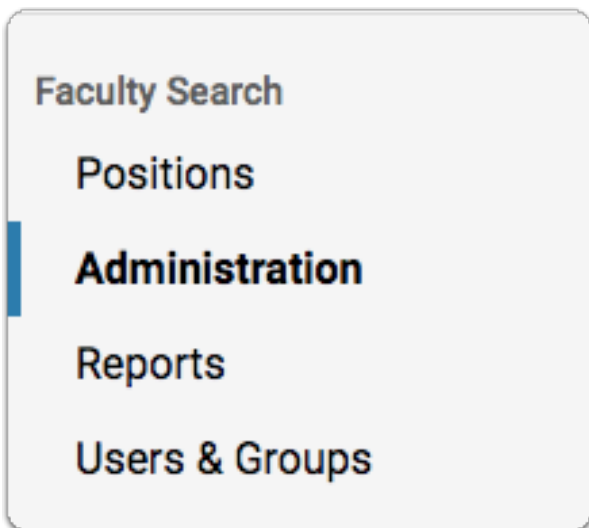 Faculty Search
Positions
Administration
Reports
Users & Groups